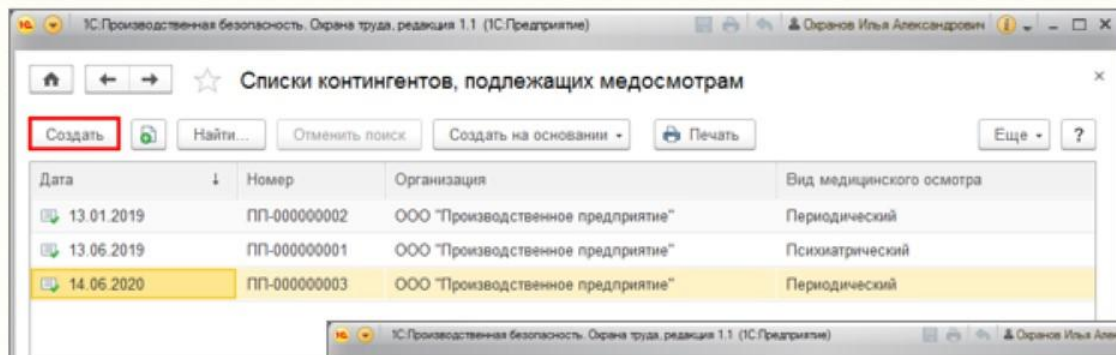 1С:Производственная безопасность. Охрана труда, редакция 1.1 (1С:Предприятие) Охранов Илья Александрович
Списки контингентов, подлежащих медосмотрам
Создать Найти... Отменить поиск Создать на основании Печать Еще ?
Дата ↓ Номер Организация Вид медицинского осмотра
13.01.2019 ПП-000000002 ООО "Производственное предприятие" Периодический
13.06.2019 ПП-000000001 ООО "Производственное предприятие" Психиатрический
14.06.2020 ПП-000000003 ООО "Производственное предприятие" Периодический
1С:Производственная безопасность. Охрана труда, редакция 1.1 (1С:Предприятие) Охранов Илья Алек